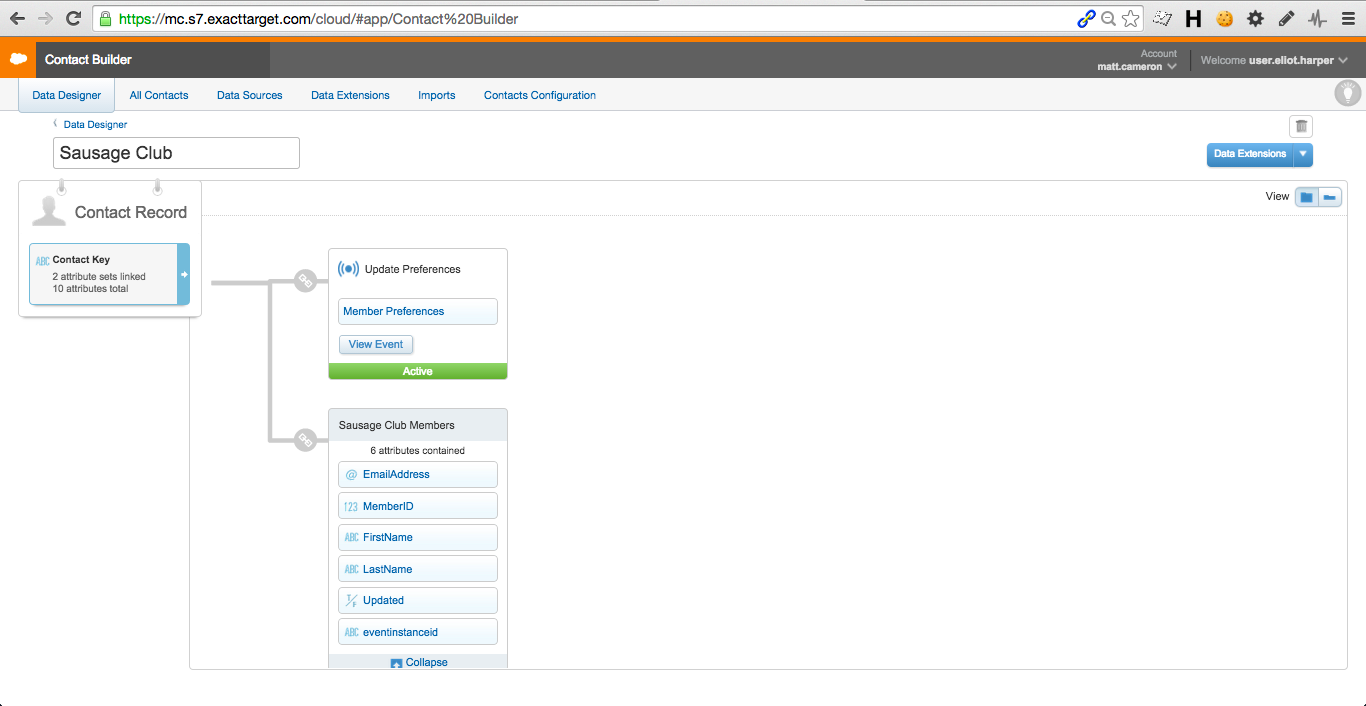 https://mc.s7.exacttarget.com/cloud/#app/Contact%20Builder
H
Contact Builder
Account
matt.cameron
Welcome user.eliot.harper
Data Designer
All Contacts
Data Sources
Data Extensions
Imports
Contacts Configuration
Data Designer
Sausage Club
Data Extensions
View
Contact Record
ABC Contact Key
2 attribute sets linked
10 attributes total
Update Preferences
Member Preferences
View Event
Active
Sausage Club Members
6 attributes contained
@ EmailAddress
123 MemberID
ABC FirstName
ABC LastName
T/F Updated
ABC eventinstanceid
Collapse